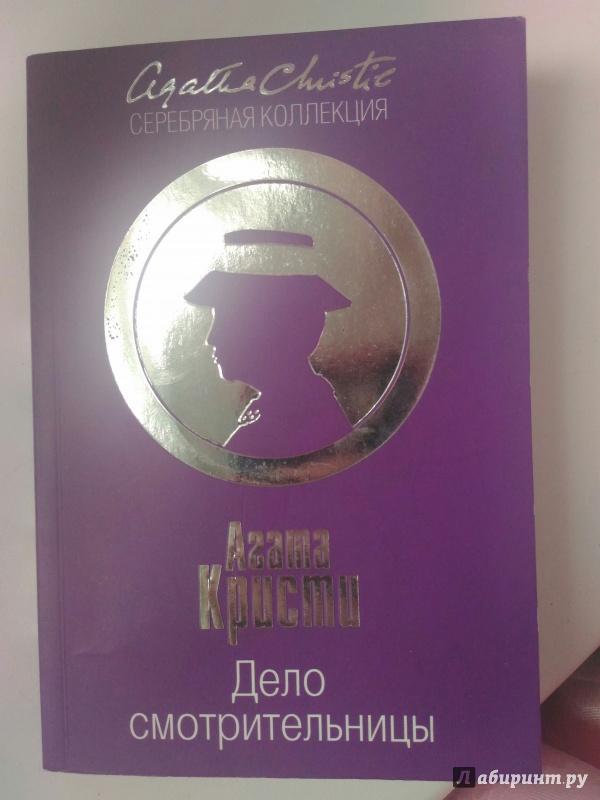 Agatha Christie
СЕРЕБРЯНАЯ КОЛЛЕКЦИЯ
Агата
Кристи
Дело
смотрительницы
Лабиринт.ру